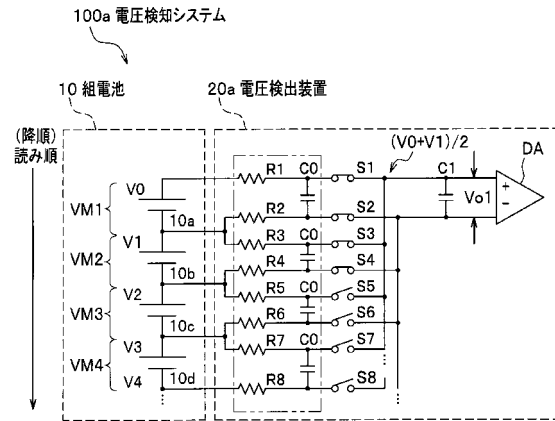 100a 電圧検知システム
10 組電池
20a 電圧検出装置
(降順)
読み順
(V0+V1)/2
DA
V0
R1
C0
S1
C1
+
-
Vo1
VM1
10a
R2
S2
V1
R3
S3
VM2
10b
R4
C0
S4
V2
R5
S5
VM3
10c
R6
C0
S6
V3
R7
S7
VM4
C0
V4
10d
R8
S8